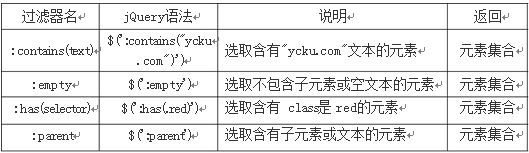 过滤器名 jQuery语法 说明 返回
:contains(text) $(':contains("ycku.com")') 选取含有"ycku.com"文本的元素 元素集合
:empty $(':empty') 选取不包含子元素或空文本的元素 元素集合
:has(selector) $(':has(.red)') 选取含有 class是 red的元素 元素集合
:parent $(':parent') 选取含有子元素或文本的元素 元素集合